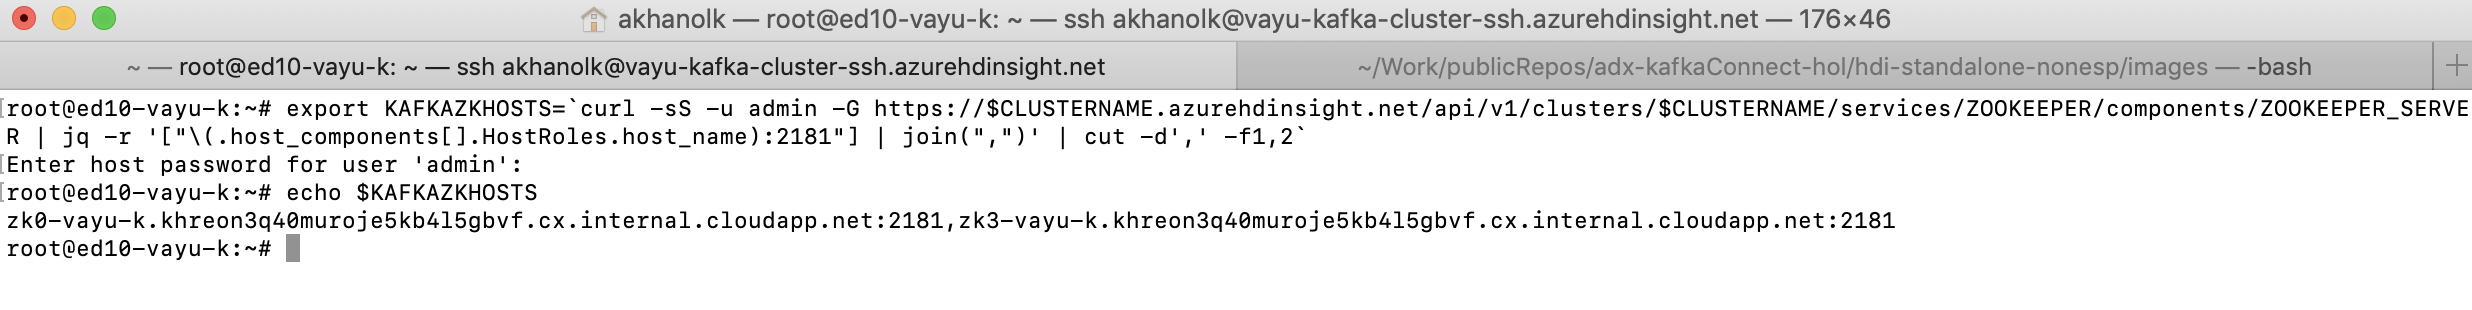 akhanolk — root@ed10-vayu-k: ~ — ssh akhanolk@vayu-kafka-cluster-ssh.azurehdinsight.net — 176×46
~ — root@ed10-vayu-k: ~ — ssh akhanolk@vayu-kafka-cluster-ssh.azurehdinsight.net
~/Work/publicRepos/adx-kafkaConnect-hol/hdi-standalone-nonesp/images — -bash
[root@ed10-vayu-k:~# export KAFKAZKHOSTS=`curl -sS -u admin -G https://$CLUSTERNAME.azurehdinsight.net/api/v1/clusters/$CLUSTERNAME/services/ZOOKEEPER/components/ZOOKEEPER_SERVE
R | jq -r '["\(.host_components[].HostRoles.host_name):2181"] | join(",")' | cut -d',' -f1,2`
[Enter host password for user 'admin':
[root@ed10-vayu-k:~# echo $KAFKAZKHOSTS
zk0-vayu-k.khreon3q40muroje5kb4l5gbvf.cx.internal.cloudapp.net:2181,zk3-vayu-k.khreon3q40muroje5kb4l5gbvf.cx.internal.cloudapp.net:2181
root@ed10-vayu-k:~#